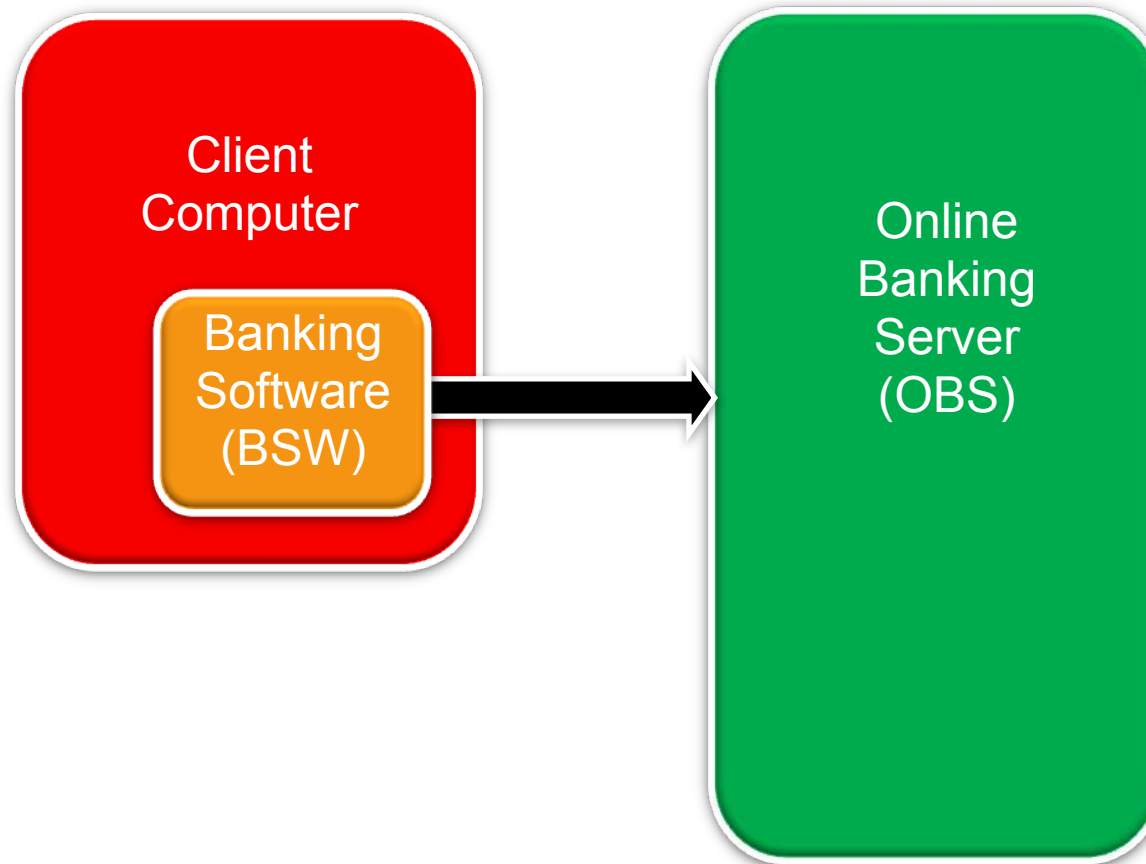 Client
Computer
Banking
Software
(BSW)
Online
Banking
Server
(OBS)